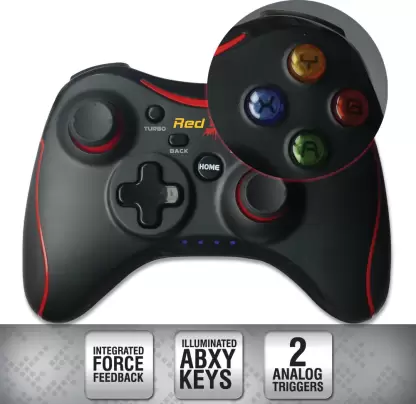 Y
X
B
A
TURBO
Red
BACK
HOME
INTEGRATED
FORCE
FEEDBACK
ILLUMINATED
ABXY
KEYS
2
ANALOG
TRIGGERS